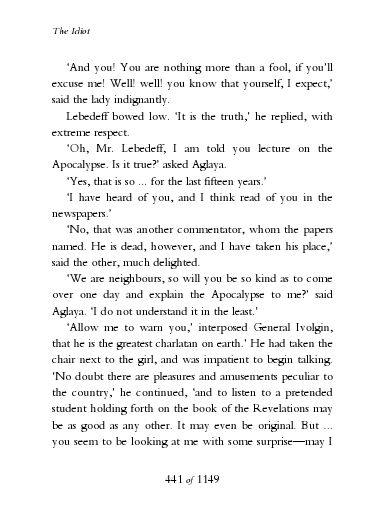 The Idiot
‘And you! You are nothing more than a fool, if you’ll
excuse me! Well! well! you know that yourself, I expect,’
said the lady indignantly.
Lebedeff bowed low. ‘It is the truth,’ he replied, with
extreme respect.
‘Oh, Mr. Lebedeff, I am told you lecture on the
Apocalypse. Is it true?’ asked Aglaya.
‘Yes, that is so ... for the last fifteen years.’
‘I have heard of you, and I think read of you in the
newspapers.’
‘No, that was another commentator, whom the papers
named. He is dead, however, and I have taken his place,’
said the other, much delighted.
‘We are neighbours, so will you be so kind as to come
over one day and explain the Apocalypse to me?’ said
Aglaya. ‘I do not understand it in the least.’
‘Allow me to warn you,’ interposed General Ivolgin,
that he is the greatest charlatan on earth.’ He had taken the
chair next to the girl, and was impatient to begin talking.
‘No doubt there are pleasures and amusements peculiar to
the country,’ he continued, ‘and to listen to a pretended
student holding forth on the book of the Revelations may
be as good as any other. It may even be original. But ...
you seem to be looking at me with some surprise—may I
441 of 1149